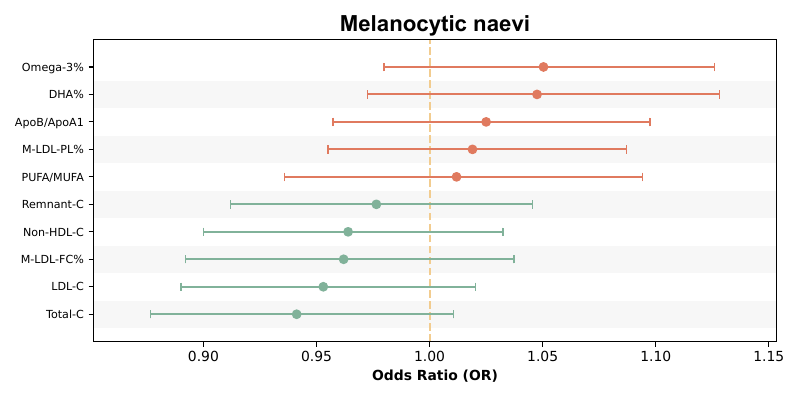 Melanocytic naevi
Omega-3%
DHA%
ApoB/ApoA1
M-LDL-PL%
PUFA/MUFA
Remnant-C
Non-HDL-C
M-LDL-FC%
LDL-C
Total-C
0.90 0.95 1.00 1.05 1.10 1.15
Odds Ratio (OR)